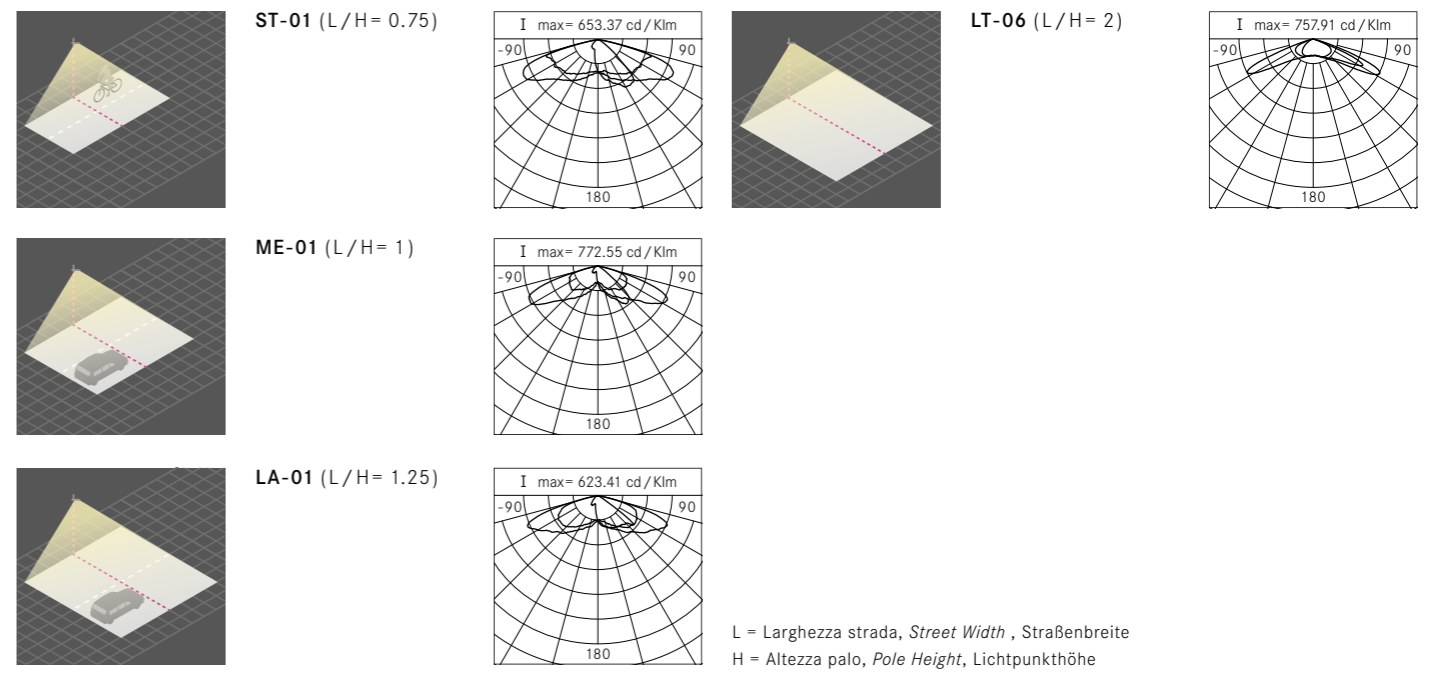 ST-01 (L/H= 0.75)
I max= 653.37 cd/Klm
-90 90
180
LT-06 (L/H= 2)
I max= 757.91 cd/Klm
-90 90
180
ME-01 (L/H= 1)
I max= 772.55 cd/Klm
-90 90
180
LA-01 (L/H= 1.25)
I max= 623.41 cd/Klm
-90 90
180
L = Larghezza strada, Street Width , Straßenbreite
H = Altezza palo, Pole Height, Lichtpunkthöhe